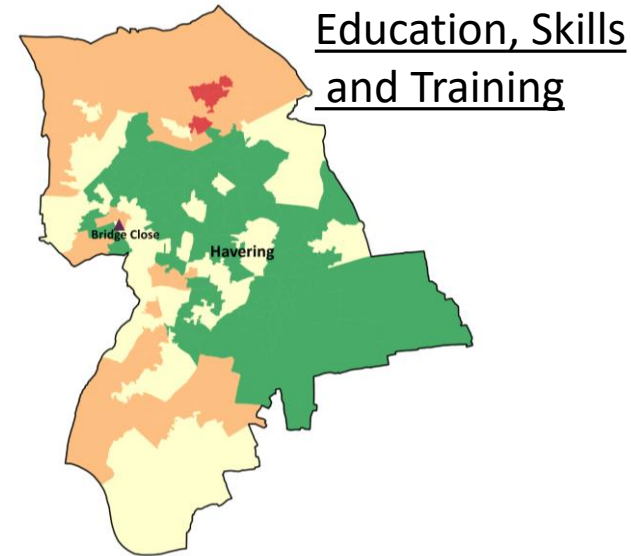 Education, Skills
and Training
Bridge Close
Havering